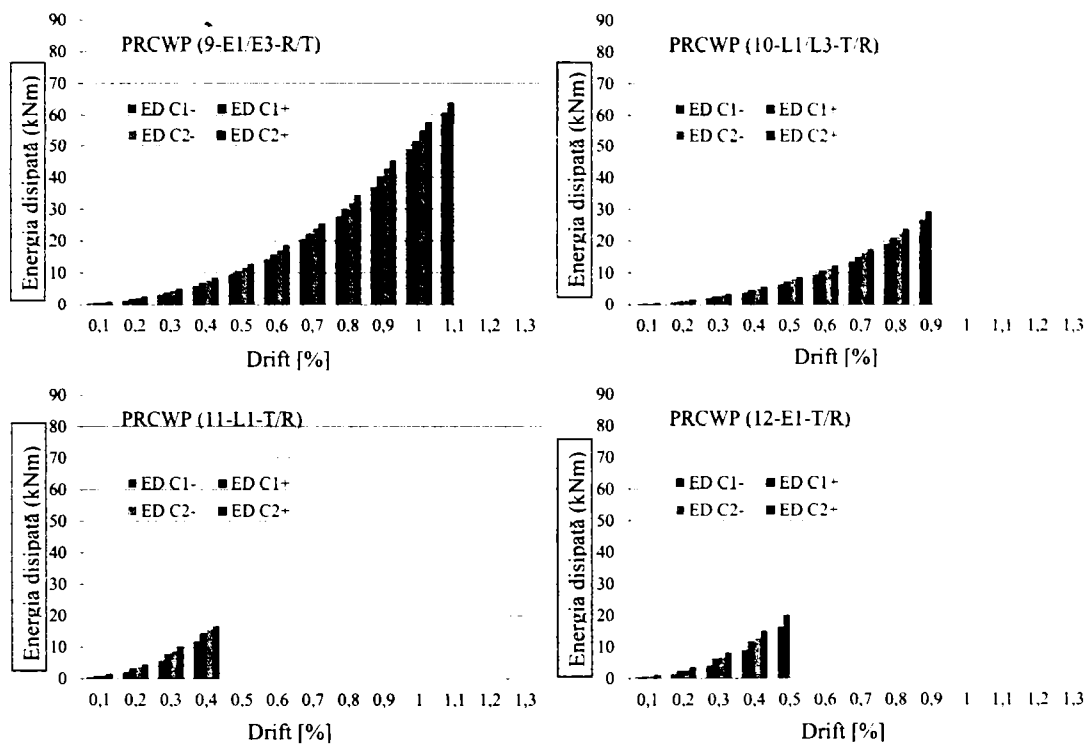 PRCWP (9-E1/E3-R/T)
Energia disipată (kNm)
90
80
70
60
50
40
30
20
10
0
ED C1- ED C1+
ED C2- ED C2+
0,1 0,2 0,3 0,4 0,5 0,6 0,7 0,8 0,9 1 1,1 1,2 1,3
Drift [%]
PRCWP (10-L1/L3-T/R)
Energia disipată (kNm)
90
80
70
60
50
40
30
20
10
0
ED C1- ED C1+
ED C2- ED C2+
0,1 0,2 0,3 0,4 0,5 0,6 0,7 0,8 0,9 1 1,1 1,2 1,3
Drift [%]
PRCWP (11-L1-T/R)
Energia disipată (kNm)
90
80
70
60
50
40
30
20
10
0
ED C1- ED C1+
ED C2- ED C2+
0,1 0,2 0,3 0,4 0,5 0,6 0,7 0,8 0,9 1 1,1 1,2 1,3
Drift [%]
PRCWP (12-E1-T/R)
Energia disipată (kNm)
90
80
70
60
50
40
30
20
10
0
ED C1- ED C1+
ED C2- ED C2+
0,1 0,2 0,3 0,4 0,5 0,6 0,7 0,8 0,9 1 1,1 1,2 1,3
Drift [%]